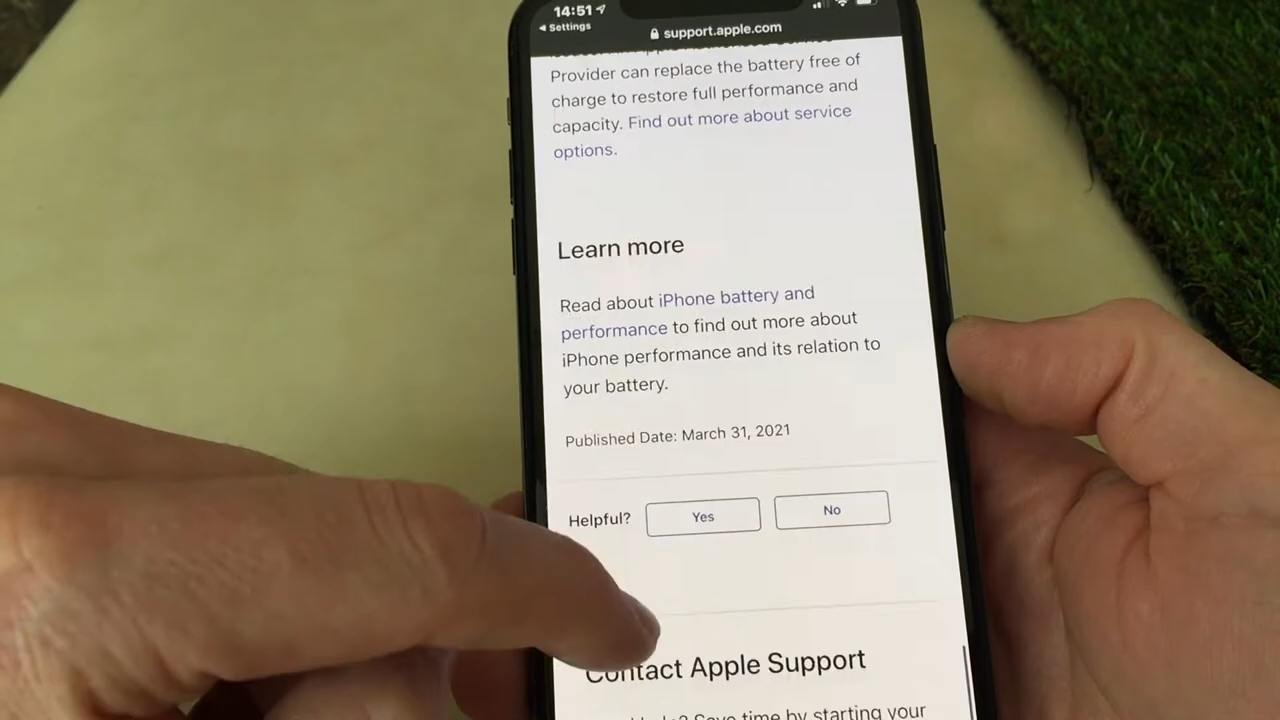 14:51
Settings
support.apple.com
Provider can replace the battery free of
charge to restore full performance and
capacity. Find out more about service
options.
Learn more
Read about iPhone battery and
performance to find out more about
iPhone performance and its relation to
your battery.
Published Date: March 31, 2021
Helpful? Yes No
Contact Apple Support
time by starting your